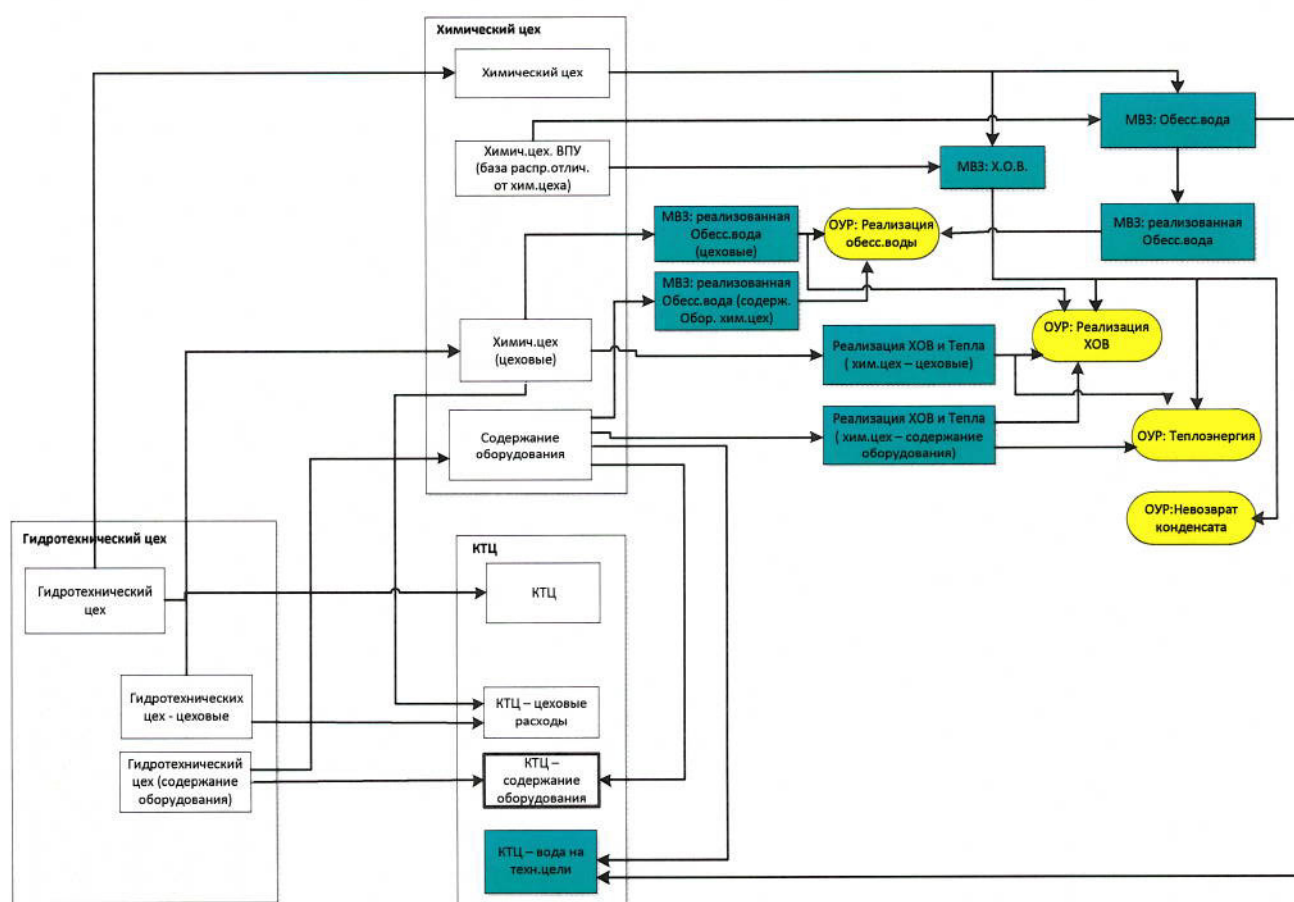 Химический цех
Химический цех
Химич.цех. ВПУ
(база распр.отлич.
от хим.цеха)
МВЗ: Обесс.вода
МВЗ: Х.О.В.
МВЗ: реализованная
Обесс.вода
(цеховые)
ОУР: Реализация
обесс.воды
МВЗ: реализованная
Обесс.вода
МВЗ: реализованная
Обесс.вода (содерж.
Обор. хим.цех)
Химич.цех
(цеховые)
Реализация ХОВ и Тепла
( хим.цех – цеховые)
ОУР: Реализация
ХОВ
Содержание
оборудования
Реализация ХОВ и Тепла
( хим.цех – содержание
оборудования)
ОУР: Теплоэнергия
ОУР:Невозврат
конденсата
Гидротехнический цех
Гидротехнический
цех
КТЦ
КТЦ
Гидротехнических
цех - цеховые
КТЦ – цеховые
расходы
Гидротехнический
цех (содержание
оборудования)
КТЦ –
содержание
оборудования
КТЦ – вода на
техн.цели